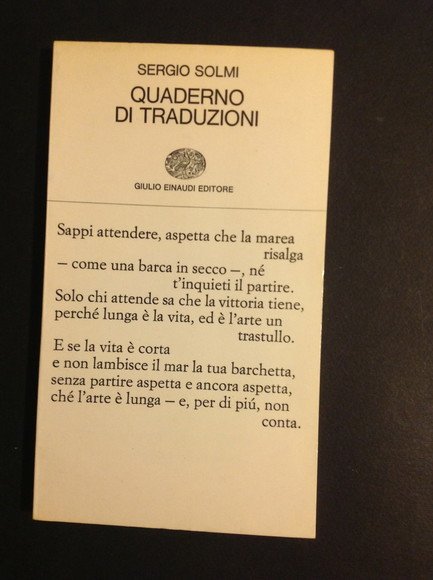 SERGIO SOLMI
QUADERNO
DI TRADUZIONI
GIULIO EINAUDI EDITORE
Sappi attendere, aspetta che la marea
risalga
– come una barca in secco –, né
t'inquieti il partire.
Solo chi attende sa che la vittoria tiene,
perché lunga è la vita, ed è l'arte un
trastullo.
E se la vita è corta
e non lambisce il mar la tua barchetta,
senza partire aspetta e ancora aspetta,
ché l'arte è lunga – e, per di piú, non
conta.